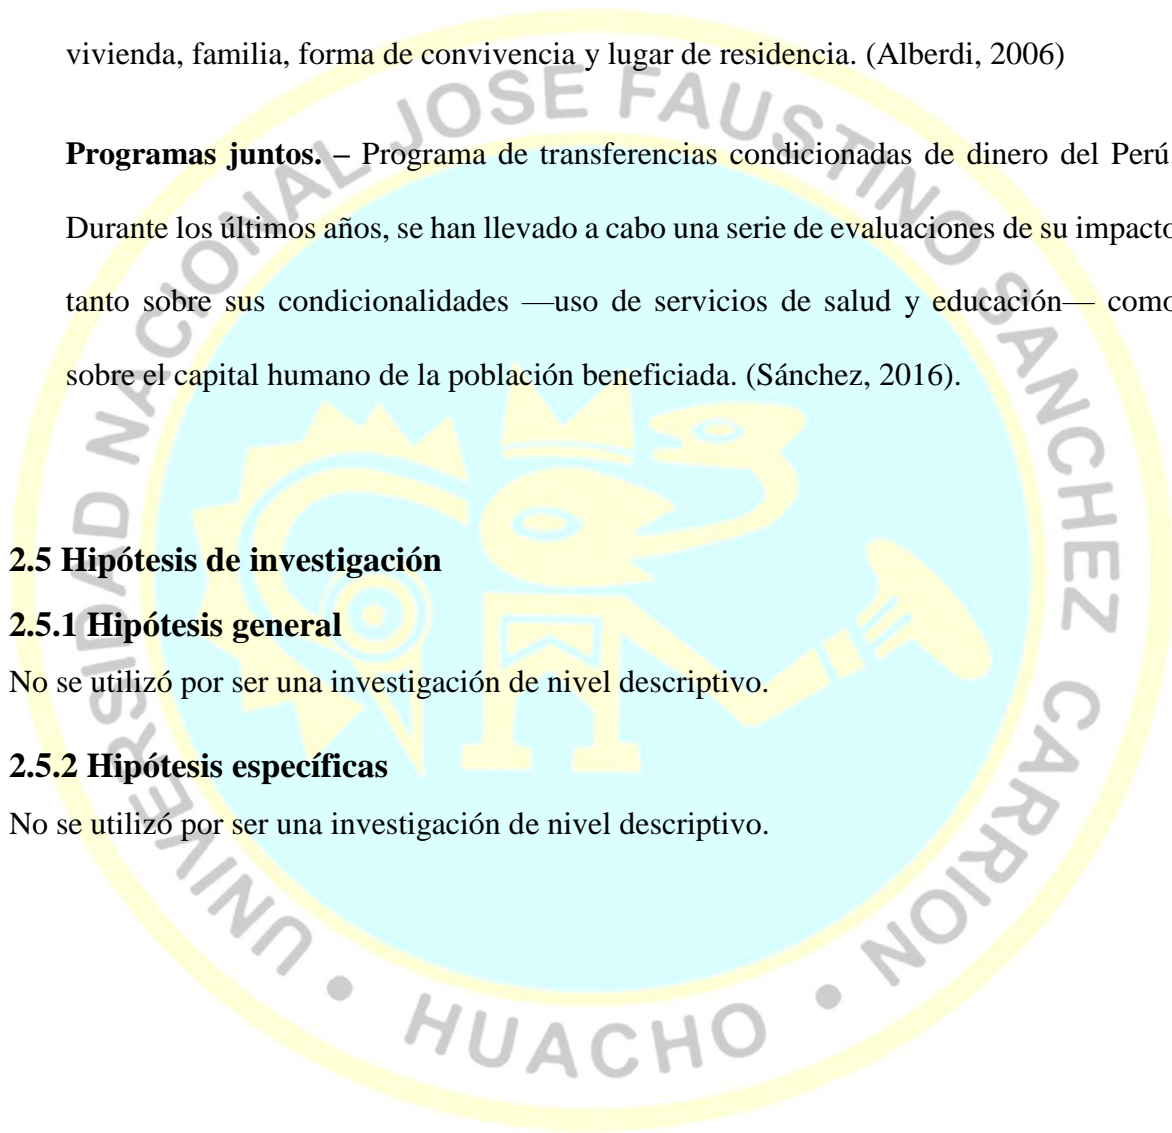 vivienda, familia, forma de convivencia y lugar de residencia. (Alberdi, 2006)
Programas juntos. – Programa de transferencias condicionadas de dinero del Perú.
Durante los últimos años, se han llevado a cabo una serie de evaluaciones de su impacto
tanto sobre sus condicionalidades —uso de servicios de salud y educación— como
sobre el capital humano de la población beneficiada. (Sánchez, 2016).
2.5 Hipótesis de investigación
2.5.1 Hipótesis general
No se utilizó por ser una investigación de nivel descriptivo.
2.5.2 Hipótesis específicas
No se utilizó por ser una investigación de nivel descriptivo.
UNIVERSIDAD NACIONAL JOSE FAUSTINO SANCHEZ CARRION • HUACHO •